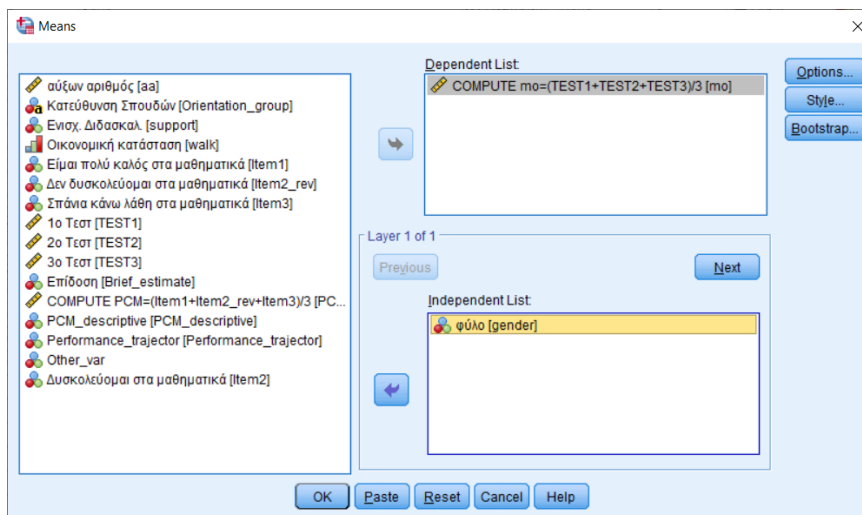 Means
αύξων αριθμός [aa]
Κατεύθυνση Σπουδών [Orientation_group]
Ενισχ. Διδασκαλ. [support]
Οικονομική κατάσταση [walk]
Είμαι πολύ καλός στα μαθηματικά [Item1]
Δεν δυσκολεύομαι στα μαθηματικά [Item2_rev]
Σπάνια κάνω λάθη στα μαθηματικά [Item3]
1ο Τεστ [TEST1]
2ο Τεστ [TEST2]
3ο Τεστ [TEST3]
Επίδοση [Brief_estimate]
COMPUTE PCM=(Item1+Item2_rev+Item3)/3 [PC...
PCM_descriptive [PCM_descriptive]
Performance_trajector [Performance_trajector]
Other_var
Δυσκολεύομαι στα μαθηματικά [Item2]
Dependent List:
COMPUTE mo=(TEST1+TEST2+TEST3)/3 [mo]
Layer 1 of 1
Previous
Next
Independent List:
φύλο [gender]
Options...
Style...
Bootstrap...
OK
Paste
Reset
Cancel
Help